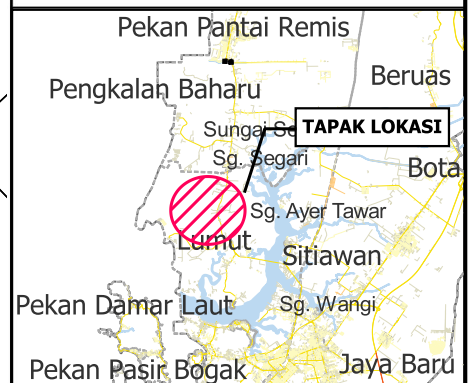 Pekan Pantai Remis
Beruas
Pengkalan Baharu
Sungai
TAPAK LOKASI
Sg. Segari
Bota
Sg. Ayer Tawar
Lumut
Sitiawan
Pekan Damar Laut
Sg. Wangi
Pekan Pasir Bogak
Jaya Baru